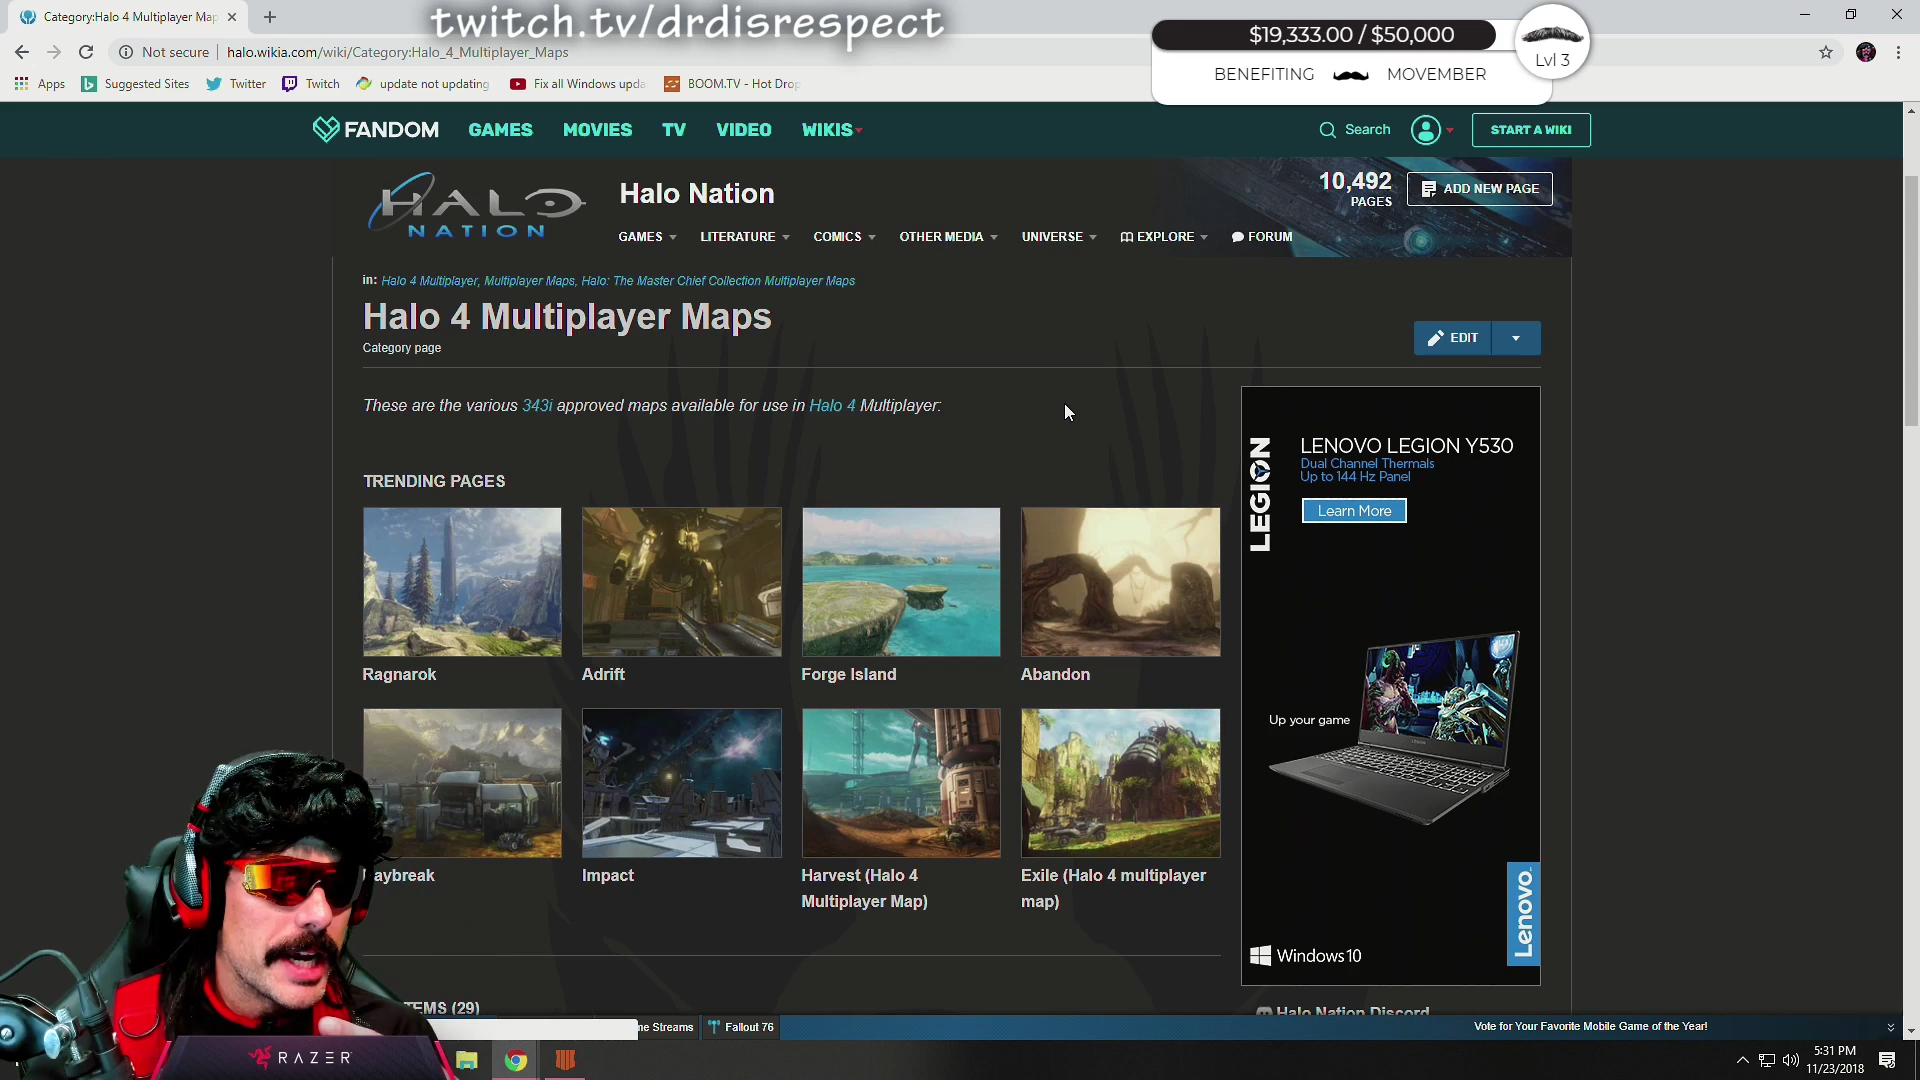 Category:Halo 4 Multiplayer Map
twitch.tv/drdisrespect
$19,333.00 / $50,000
Lvl 3
BENEFITING MOVEMBER
Not secure | halo.wikia.com/wiki/Category:Halo_4_Multiplayer_Maps
Apps Suggested Sites Twitter Twitch update not updating Fix all Windows upda BOOM.TV - Hot Drop
FANDOM GAMES MOVIES TV VIDEO WIKIS Search START A WIKI
HALO
NATION
Halo Nation
10,492
PAGES
ADD NEW PAGE
GAMES LITERATURE COMICS OTHER MEDIA UNIVERSE EXPLORE FORUM
in: Halo 4 Multiplayer, Multiplayer Maps, Halo: The Master Chief Collection Multiplayer Maps
Halo 4 Multiplayer Maps
Category page
EDIT
These are the various 343i approved maps available for use in Halo 4 Multiplayer:
TRENDING PAGES
Ragnarok Adrift Forge Island Abandon
aybreak Impact Harvest (Halo 4 Exile (Halo 4 multiplayer
Multiplayer Map) map)
EMS (29)
LEGION
LENOVO LEGION Y530
Dual Channel Thermals
Up to 144 Hz Panel
Learn More
Up your game
Lenovo
Windows10
Halo Nation Discord
me Streams Fallout 76 Vote for Your Favorite Mobile Game of the Year!
RAZER
5:31 PM
11/23/2018